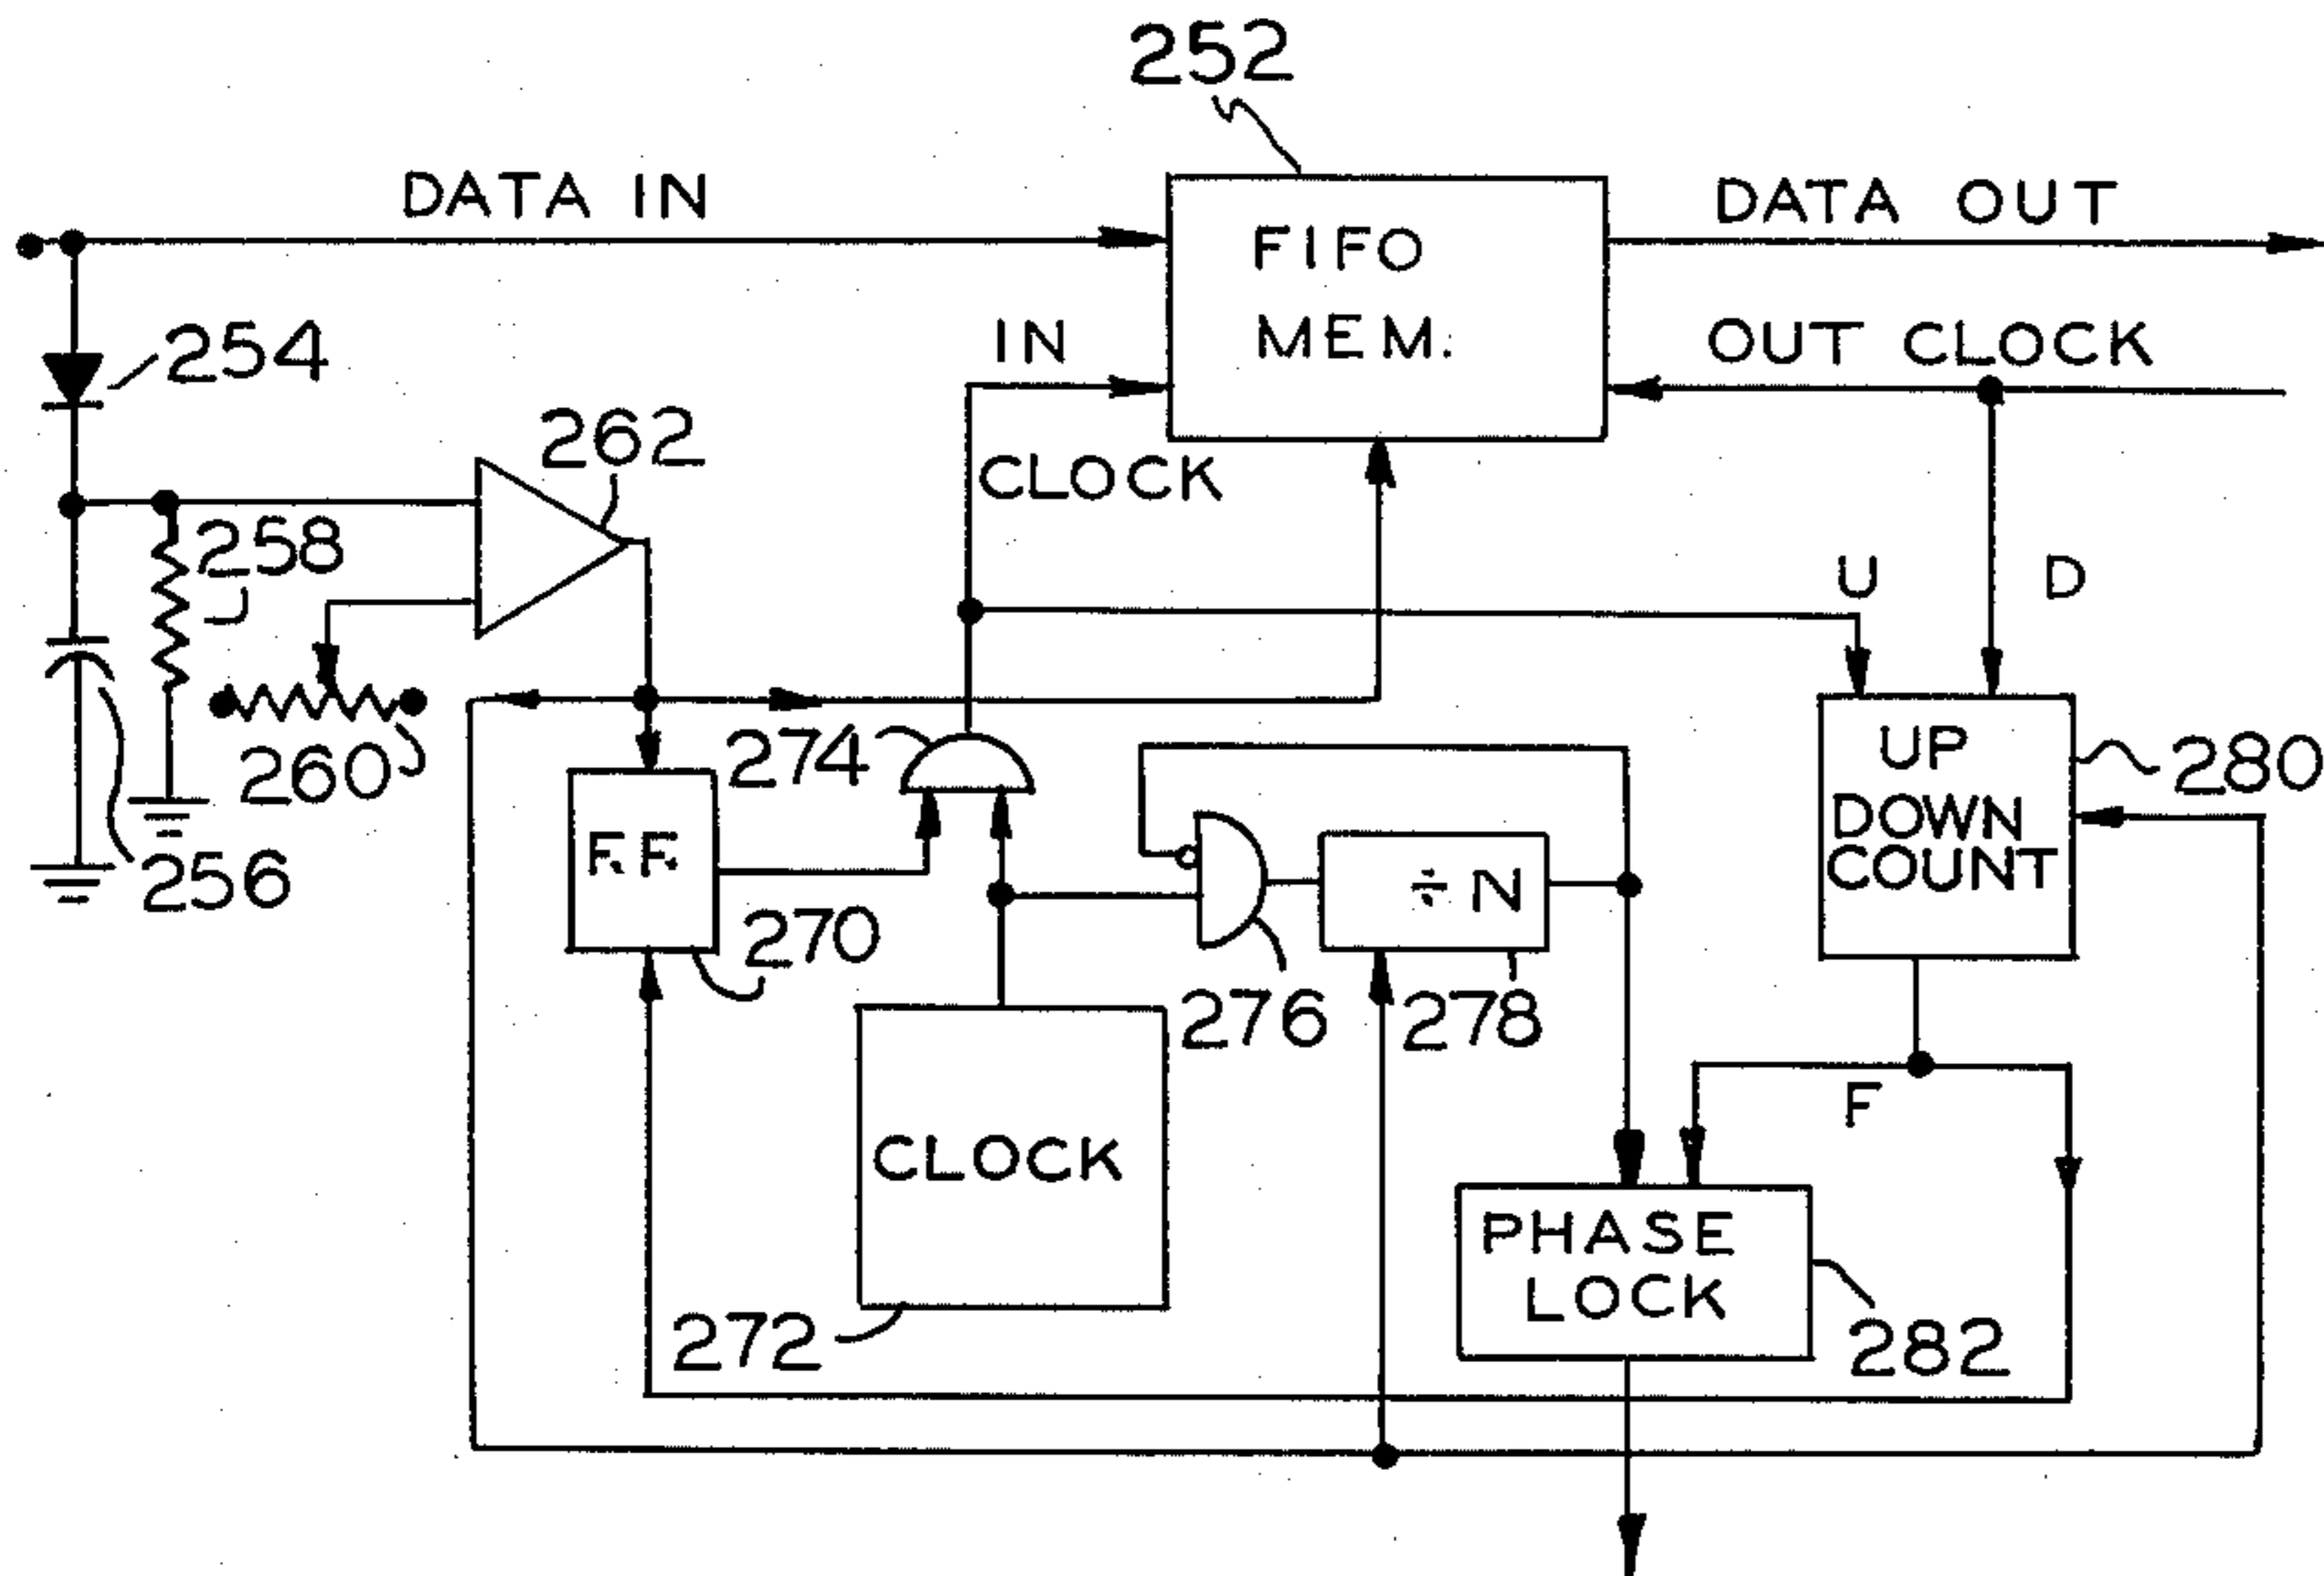 252
DATA IN
DATA OUT
FIFO
MEM.
IN
CLOCK
OUT CLOCK
254
262
258
U
D
260
274
256
F.F.
270
÷ N
276
278
UP
DOWN
COUNT
280
CLOCK
272
F
PHASE
LOCK
282